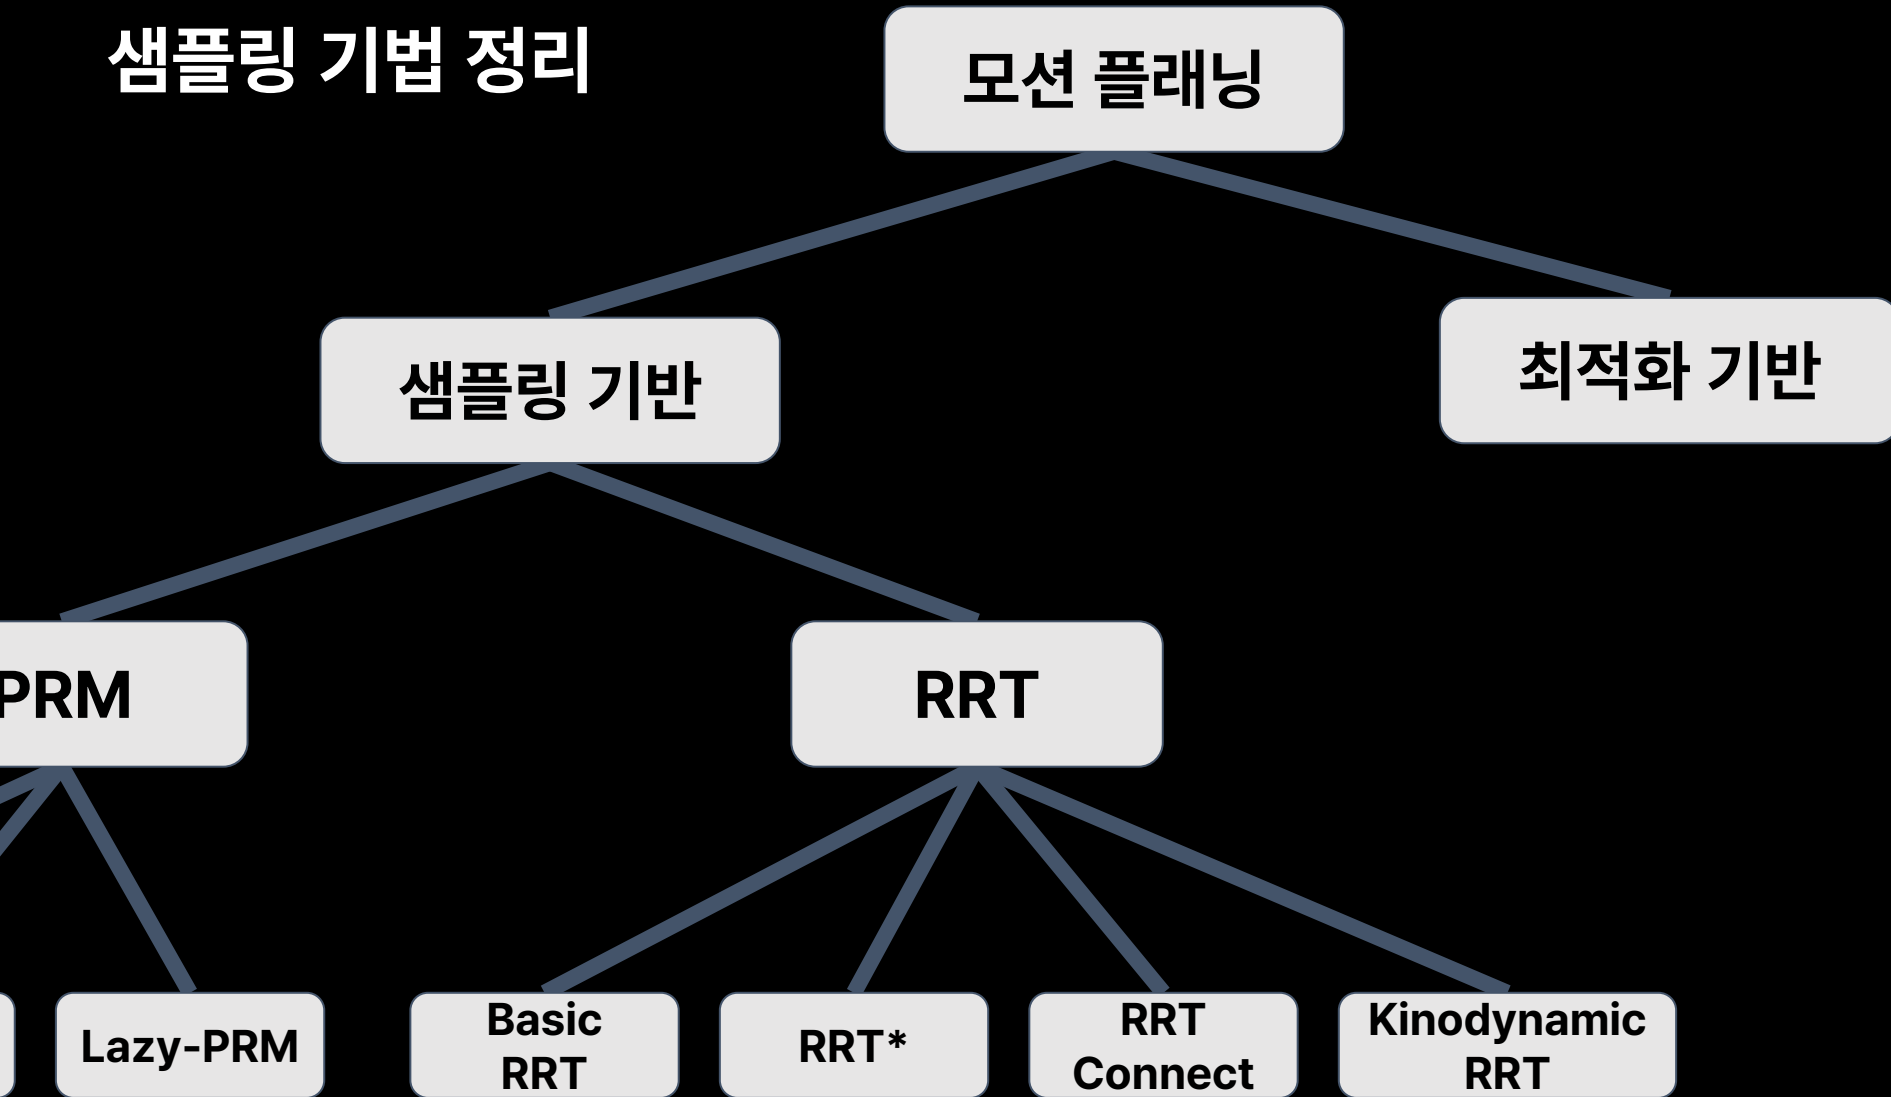 샘플링 기법 정리
모션 플래닝
샘플링 기반
최적화 기반
PRM
RRT
Lazy-PRM
Basic
RRT
RRT*
RRT
Connect
Kinodynamic
RRT